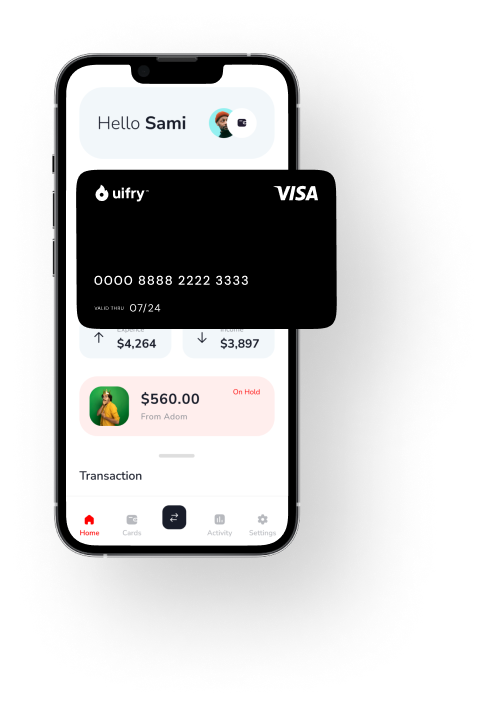 Hello Sami
uifry™
VISA
0000 8888 2222 3333
VALID THRU 07/24
Expence
$4,264
Income
$3,897
$560.00
On Hold
From Adom
Transaction
Home
Cards
Activity
Settings